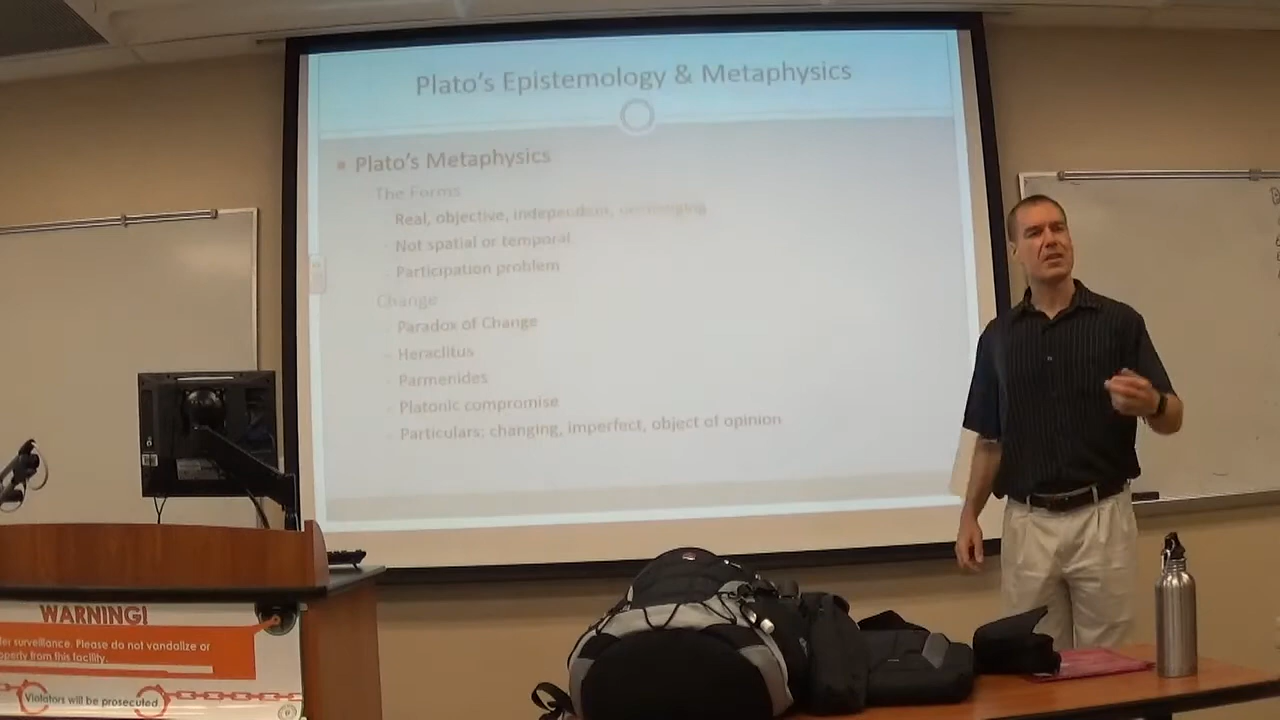 Plato's Epistemology & Metaphysics
Plato's Metaphysics
The Forms
Real, objective, independent, unchanging
Not spatial or temporal
Participation problem
Change
Paradox of Change
Heraclitus
Parmenides
Platonic compromise
Particulars: changing, imperfect, object of opinion
WARNING!
surveillance. Please do not vandalize or
from this facility.
Violators will be prosecuted